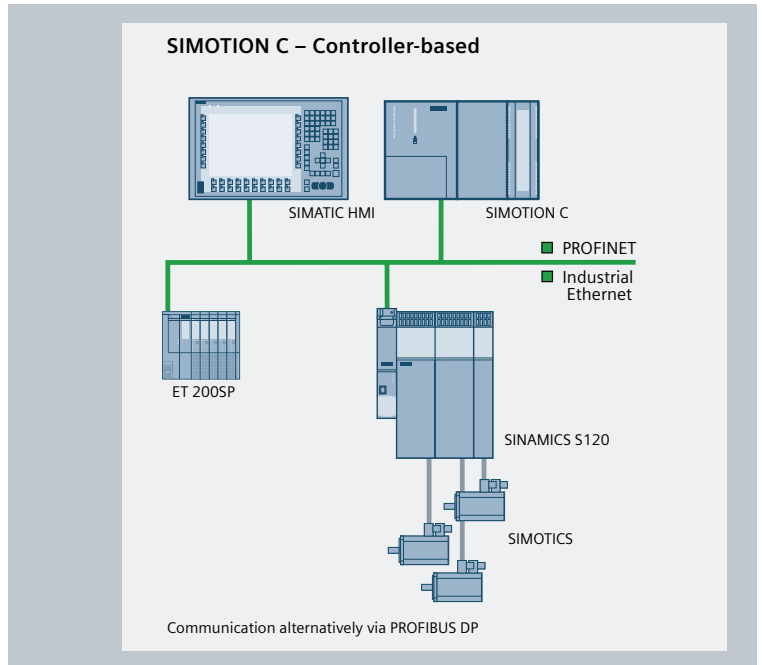 SIMOTION C – Controller-based
SIMATIC HMI
SIMOTION C
PROFINET
Industrial
Ethernet
ET 200SP
SINAMICS S120
SIMOTICS
Communication alternatively via PROFIBUS DP